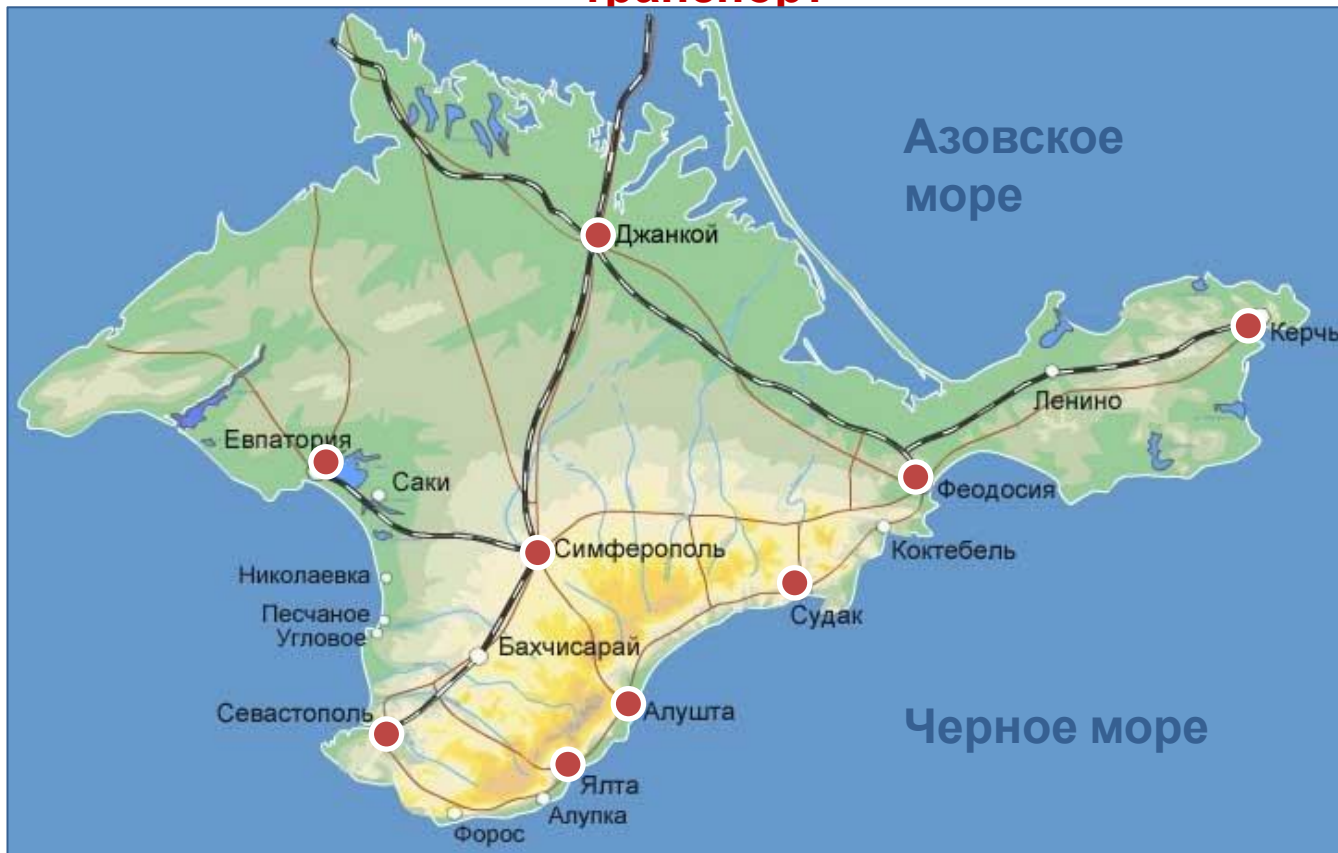 транспорт
Азовское
море
Джанкой
Керчь
Ленино
Евпатория
Саки
Феодосия
Симферополь
Коктебель
Николаевка
Судак
Песчаное
Угловое
Бахчисарай
Севастополь
Алушта
Черное море
Ялта
Алупка
Форос